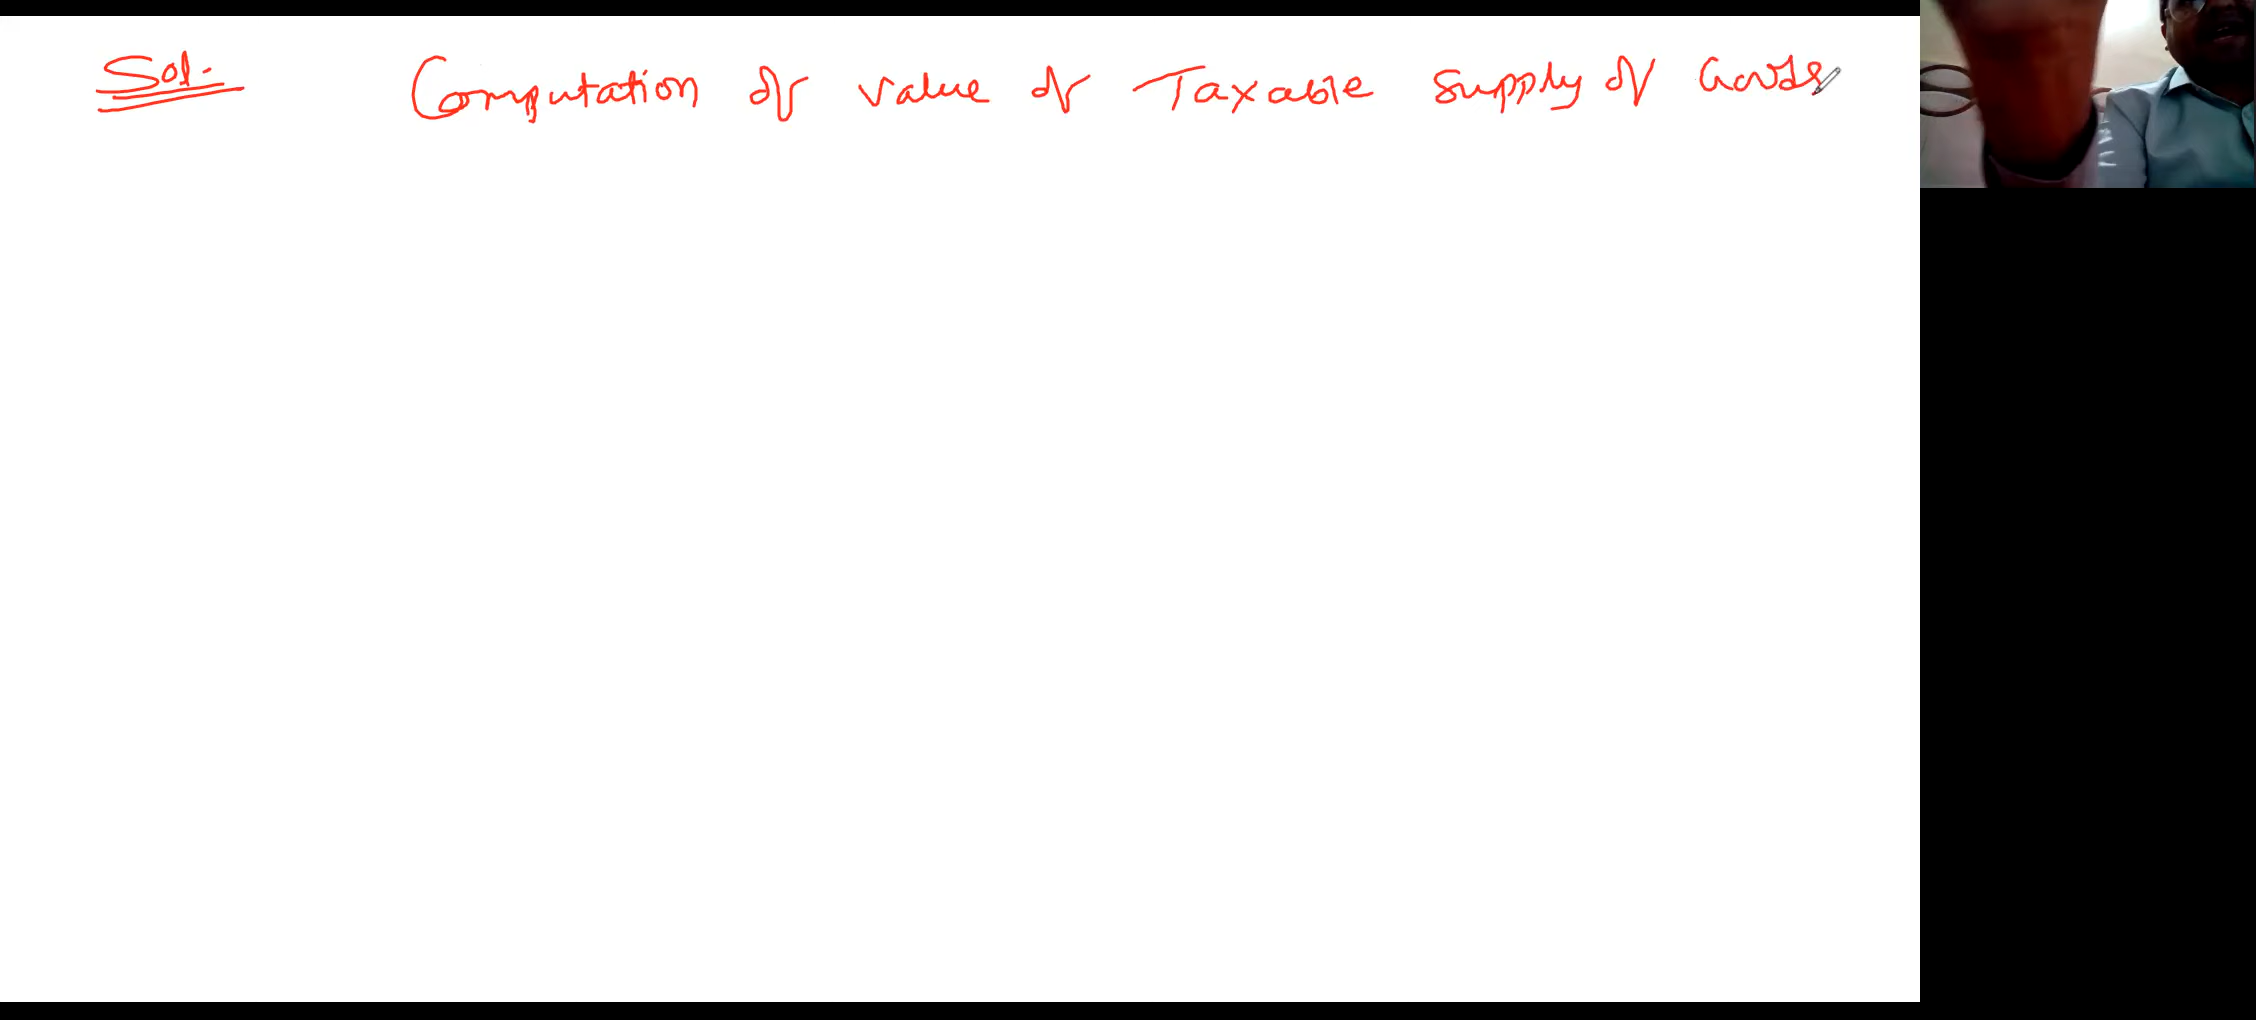 Sol. Computation of value of Taxable supply of Goods